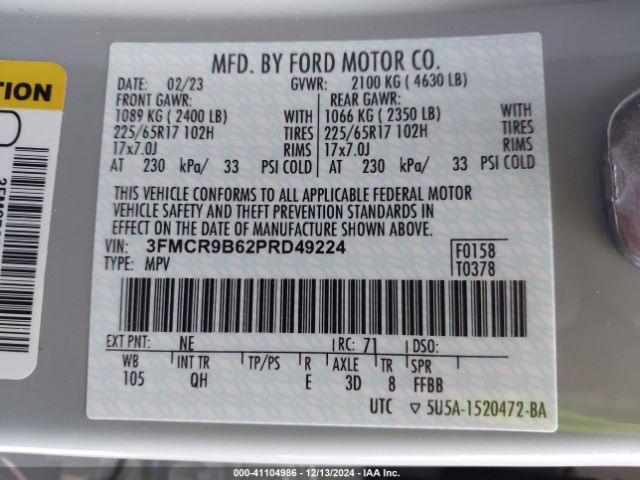 MFD. BY FORD MOTOR CO.
DATE: 02/23 GVWR: 2100 KG ( 4630 LB)
FRONT GAWR: REAR GAWR:
1089 KG ( 2400 LB) WITH 1066 KG ( 2350 LB) WITH
225/65R17 102H TIRES 225/65R17 102H TIRES
17x7.0J RIMS 17x7.0J RIMS
AT 230 kPa/ 33 PSI COLD AT 230 kPa/ 33 PSI COLD
THIS VEHICLE CONFORMS TO ALL APPLICABLE FEDERAL MOTOR
VEHICLE SAFETY AND THEFT PREVENTION STANDARDS IN
EFFECT ON THE DATE OF MANUFACTURE SHOWN ABOVE.
VIN: 3FMCR9B62PRD49224 F0158
TYPE: MPV T0378
EXT PNT: NE RC: 71 DSO:
WB INT TR TP/PS R AXLE TR SPR
105 QH E 3D 8 FFBB
UTC ▽ 5U5A-1520472-BA
000-41104986 - 12/13/2024 - IAA Inc.